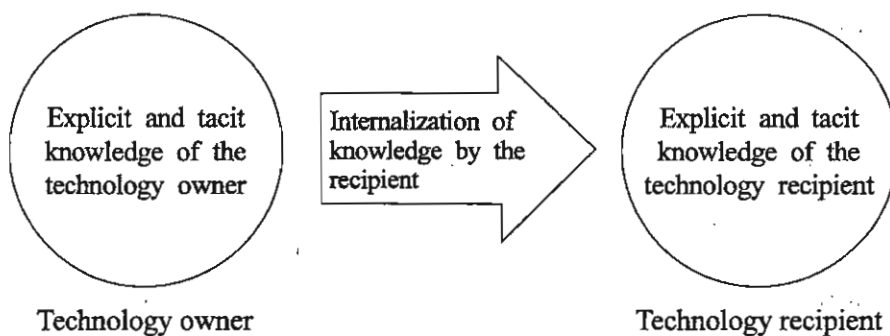 Explicit and tacit
knowledge of the
technology owner
Internalization of
knowledge by the
recipient
Explicit and tacit
knowledge of the
technology recipient
Technology owner
Technology recipient